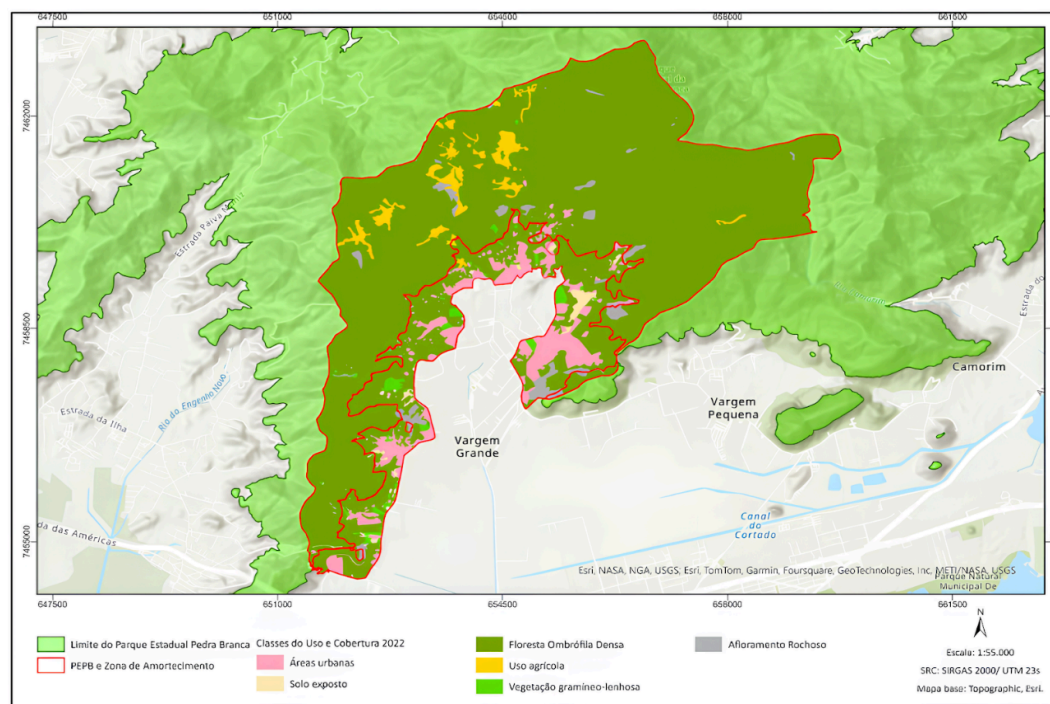 647500
651000
654500
658000
661500
7462000
7458500
7455000
Estrada Paiva
Rio do Engenho Novo
Estrada da Ilha
da das Américas
Vargem
Grande
Vargem
Pequena
Camorim
Estrada do
Canal
do
Cortado
Esri, NASA, NGA, USGS, Esri, TomTom, Garmin, Foursquare, GeoTechnologies, Inc, METI/NASA, USGS
Parque Natural
Municipal De
647500
651000
654500
658000
661500
Limite do Parque Estadual Pedra Branca
PEPB e Zona de Amortecimento
Classes do Uso e Cobertura 2022
Áreas urbanas
Solo exposto
Floresta Ombrófila Densa
Uso agrícola
Vegetação gramíneo-lenhosa
Afloramento Rochoso
N
Escala: 1:55.000
SRC: SIRGAS 2000/ UTM 23s
Mapa base: Topographic, Esri.